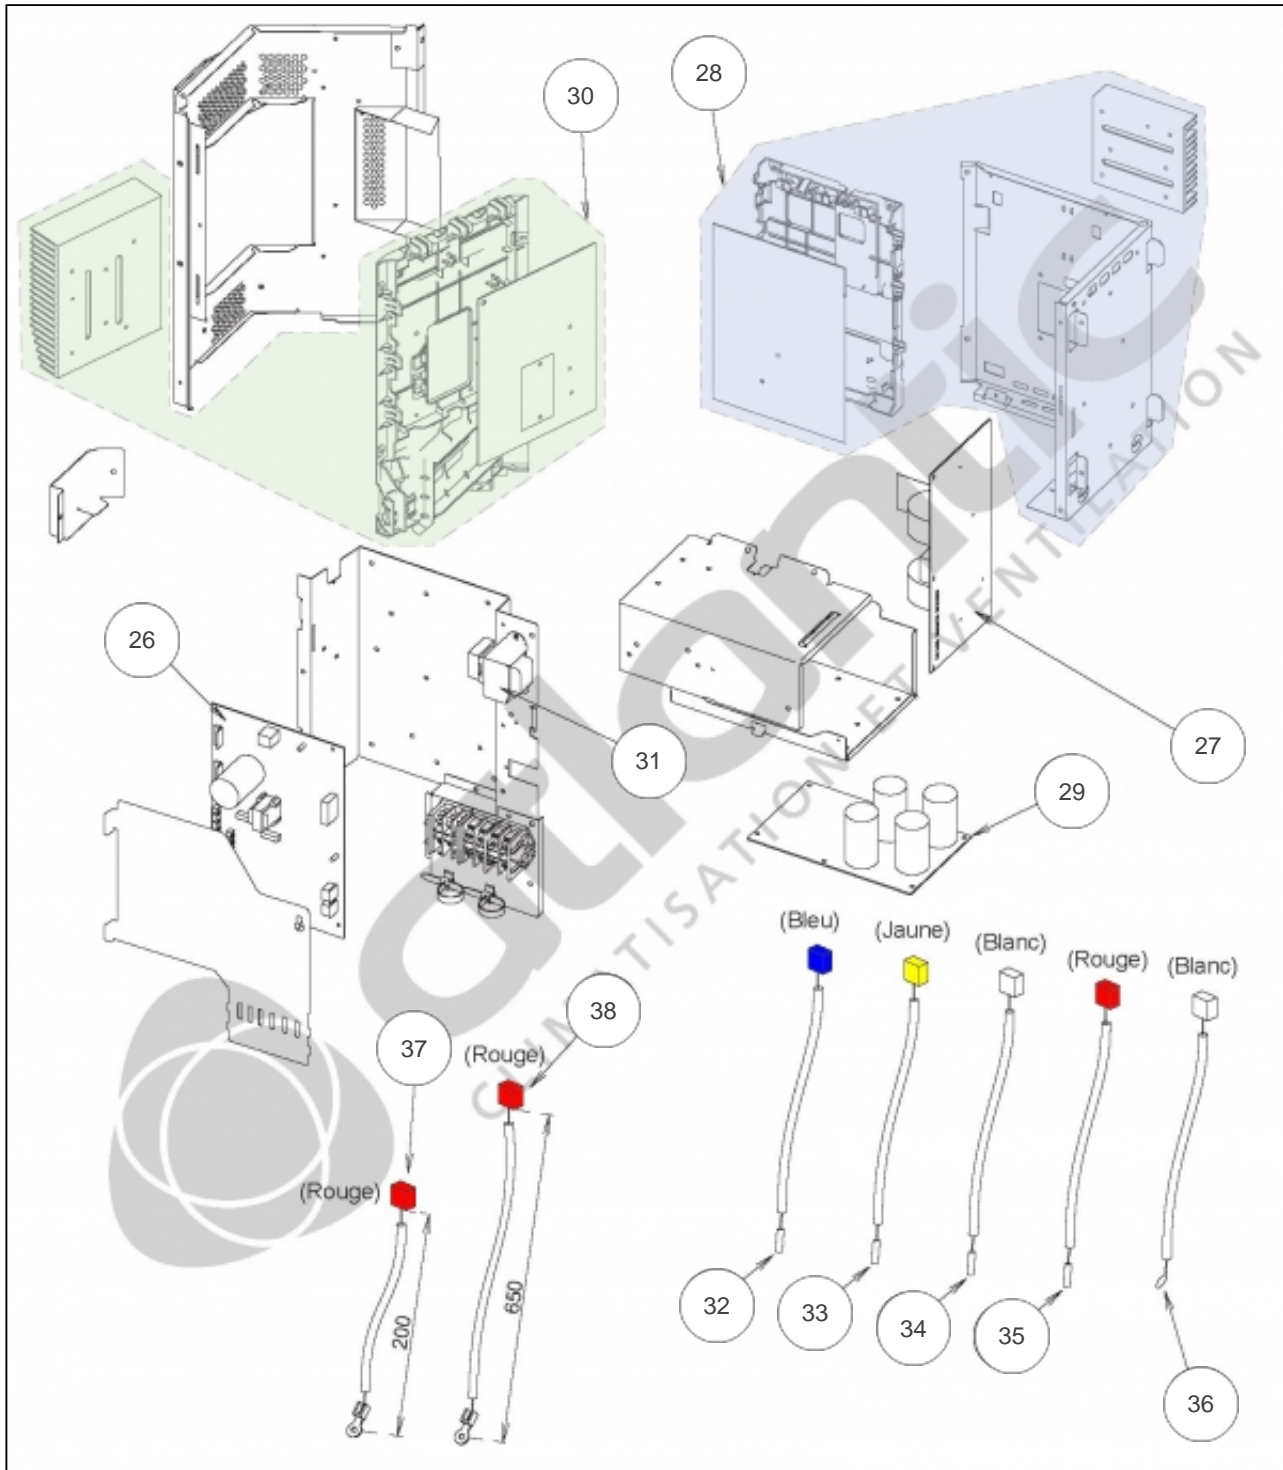 30
28
26
31
27
29
(Bleu)
(Jaune)
(Blanc)
(Rouge)
(Blanc)
37
(Rouge)
38
(Rouge)
200
650
32
33
34
35
36
atlantic
CLIMATISATION ET VENTILATION